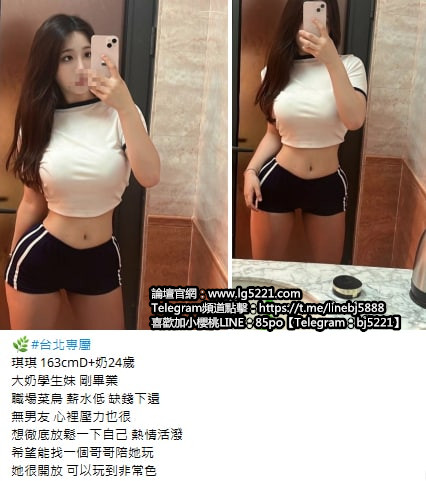 論壇官網：www.lg5221.com
Telegram頻道點擊：https://t.me/linebj5888
喜歡加小櫻桃LINE：85po【Telegram：bj5221】
#台北專屬
琪琪 163cmD+奶24歲
大奶學生妹 剛畢業
職場菜鳥 薪水低 缺錢下海
無男友 心裡壓力也很
想徹底放鬆一下自己 熱情活潑
希望能找一個哥哥陪她玩
她很開放 可以玩到非常色